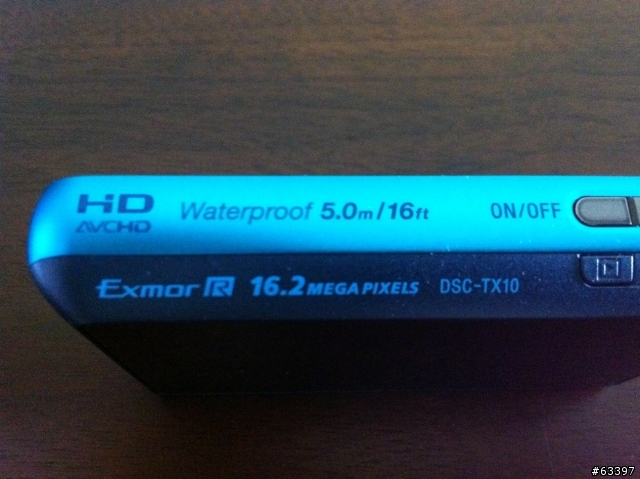 HD
AVCHD
Waterproof 5.0m/16ft
ON/OFF
Exmor R 16.2 MEGA PIXELS DSC-TX10
#63397